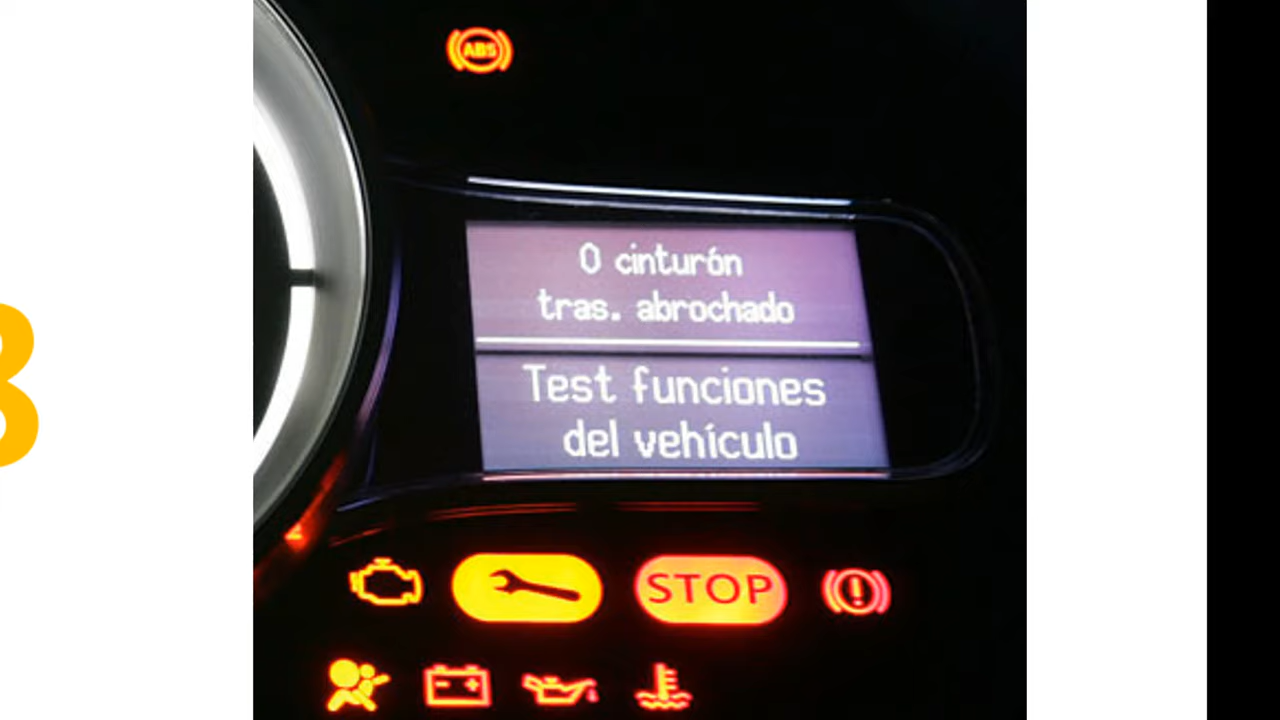 ABS
0 cinturón
tras. abrochado
Test funciones
del vehículo
STOP